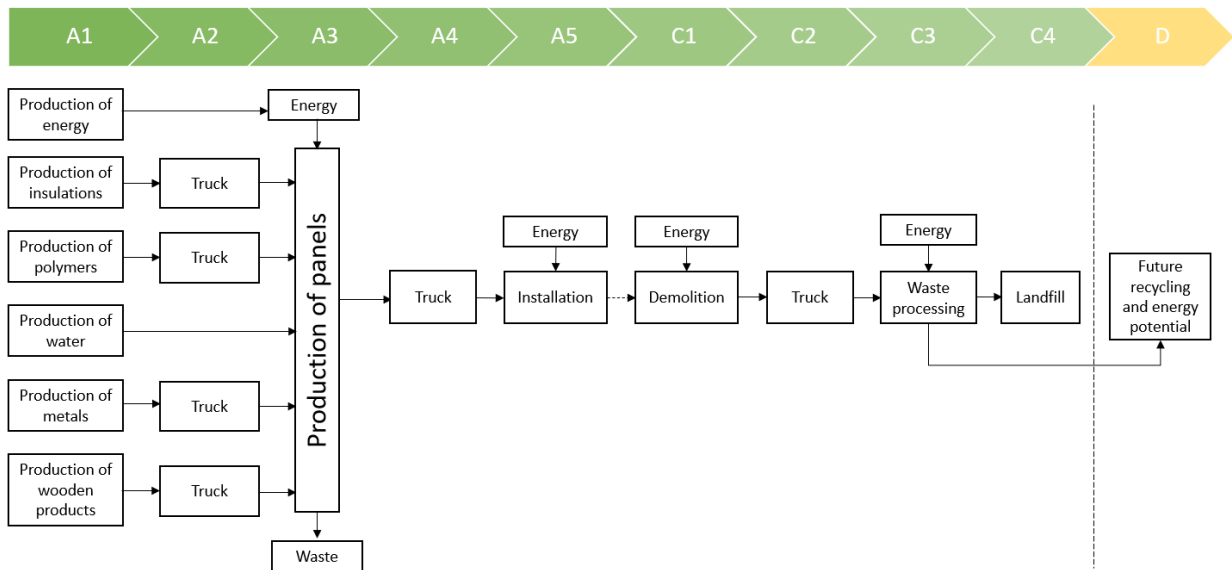 A1
A2
A3
A4
A5
C1
C2
C3
C4
D
Production of
energy
Energy
Production of
insulations
Truck
Production of
polymers
Truck
Production of
water
Production of
metals
Truck
Production of
wooden
products
Truck
Production of panels
Waste
Truck
Energy
Installation
Energy
Demolition
Truck
Energy
Waste
processing
Landfill
Future
recycling
and energy
potential